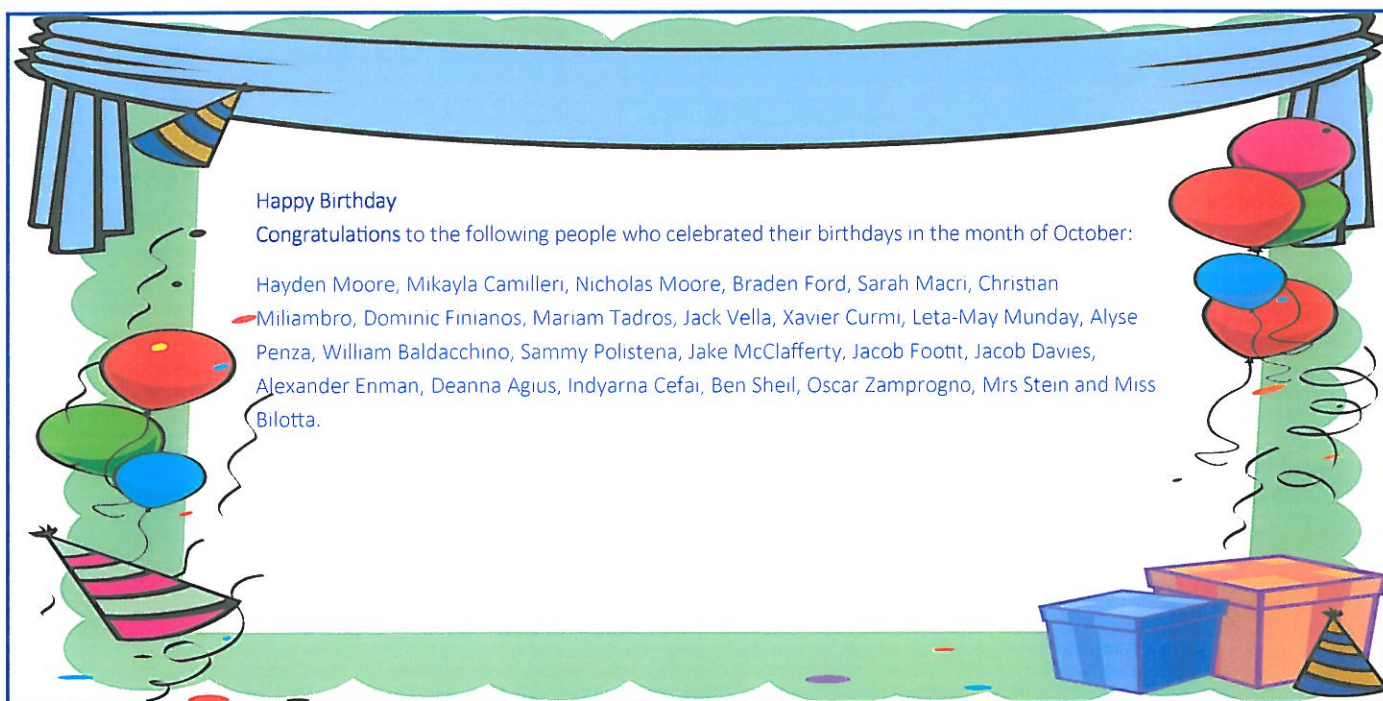 Happy Birthday
Congratulations to the following people who celebrated their birthdays in the month of October:
Hayden Moore, Mikayla Camilleri, Nicholas Moore, Braden Ford, Sarah Macri, Christian
Miliambro, Dominic Finianos, Mariam Tadros, Jack Vella, Xavier Curmi, Leta-May Munday, Alyse
Penza, William Baldacchino, Sammy Polistena, Jake McClafferty, Jacob Footit, Jacob Davies,
Alexander Enman, Deanna Agius, Indyarna Cefai, Ben Sheil, Oscar Zamprogno, Mrs Stein and Miss
Bilotta.